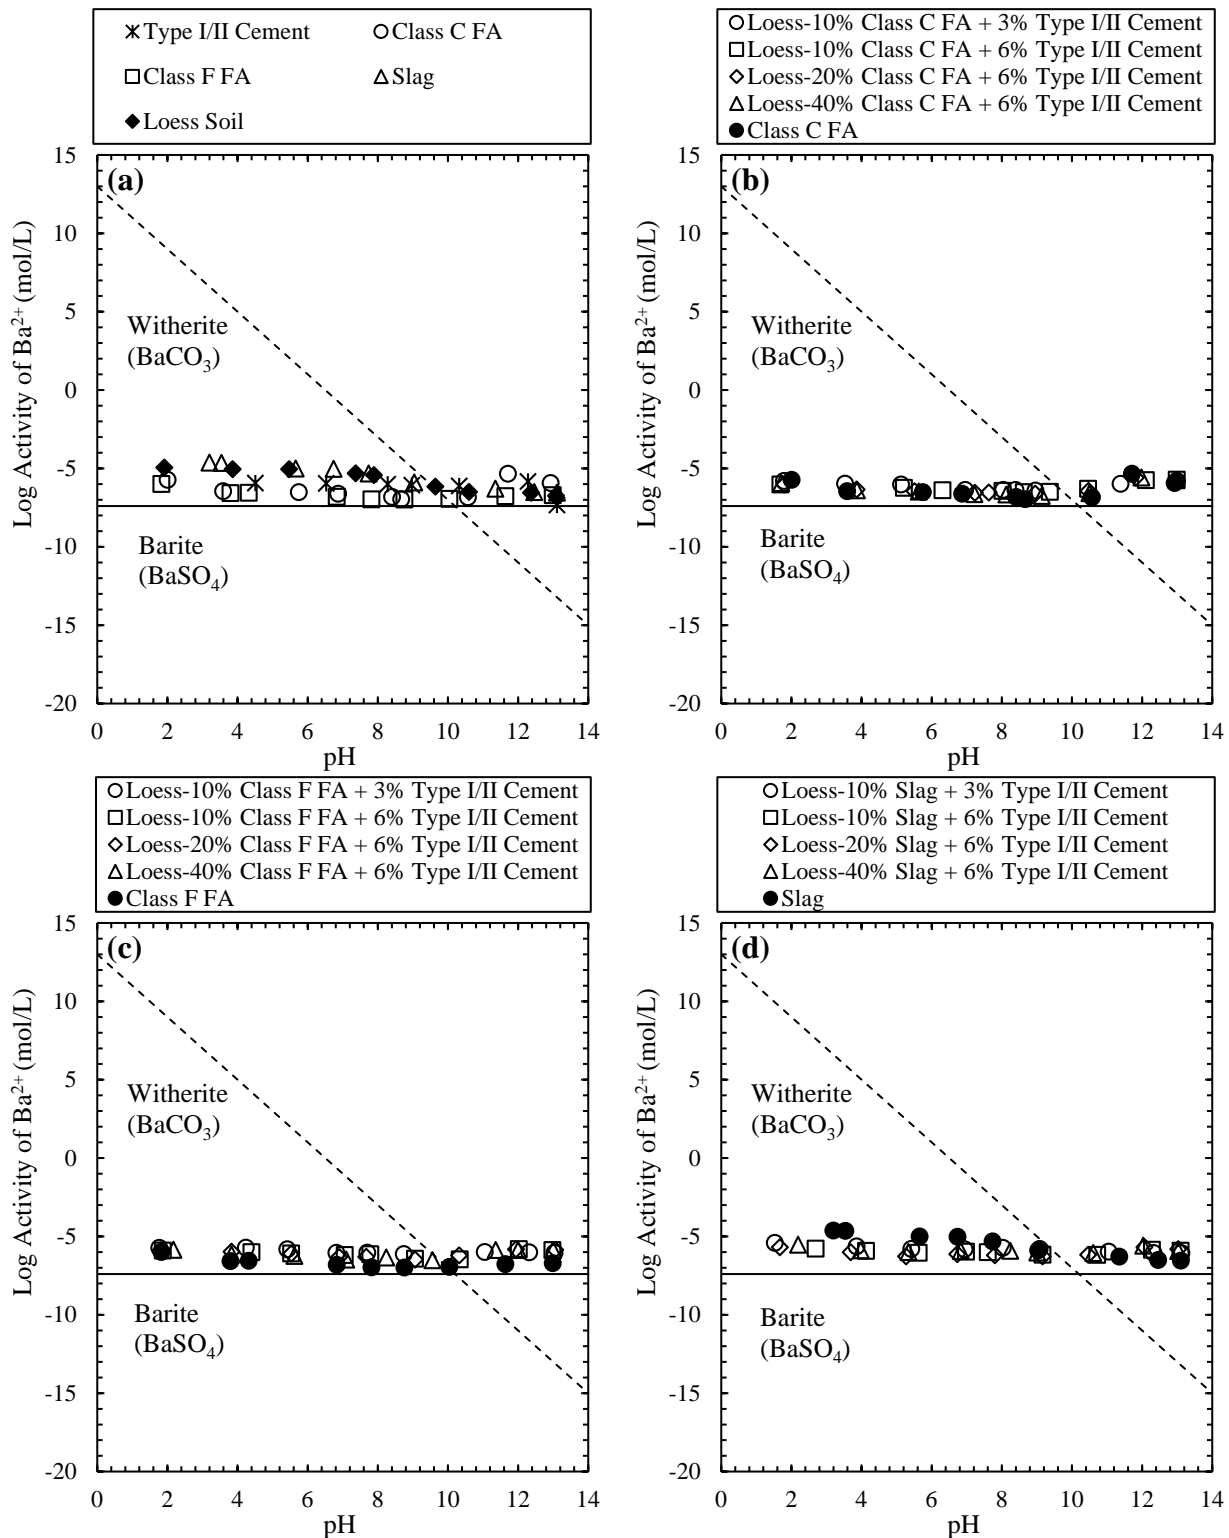 Type I/II Cement Class C FA
Class F FA Slag
Loess Soil
(a)
Log Activity of Ba²⁺ (mol/L)
15
10
5
0
-5
-10
-15
-20
Witherite
(BaCO₃)
Barite
(BaSO₄)
0 2 4 6 8 10 12 14
pH
Loess-10% Class C FA + 3% Type I/II Cement
Loess-10% Class C FA + 6% Type I/II Cement
Loess-20% Class C FA + 6% Type I/II Cement
Loess-40% Class C FA + 6% Type I/II Cement
Class C FA
(b)
Log Activity of Ba²⁺ (mol/L)
15
10
5
0
-5
-10
-15
-20
Witherite
(BaCO₃)
Barite
(BaSO₄)
0 2 4 6 8 10 12 14
pH
Loess-10% Class F FA + 3% Type I/II Cement
Loess-10% Class F FA + 6% Type I/II Cement
Loess-20% Class F FA + 6% Type I/II Cement
Loess-40% Class F FA + 6% Type I/II Cement
Class F FA
(c)
Log Activity of Ba²⁺ (mol/L)
15
10
5
0
-5
-10
-15
-20
Witherite
(BaCO₃)
Barite
(BaSO₄)
0 2 4 6 8 10 12 14
pH
Loess-10% Slag + 3% Type I/II Cement
Loess-10% Slag + 6% Type I/II Cement
Loess-20% Slag + 6% Type I/II Cement
Loess-40% Slag + 6% Type I/II Cement
Slag
(d)
Log Activity of Ba²⁺ (mol/L)
15
10
5
0
-5
-10
-15
-20
Witherite
(BaCO₃)
Barite
(BaSO₄)
0 2 4 6 8 10 12 14
pH